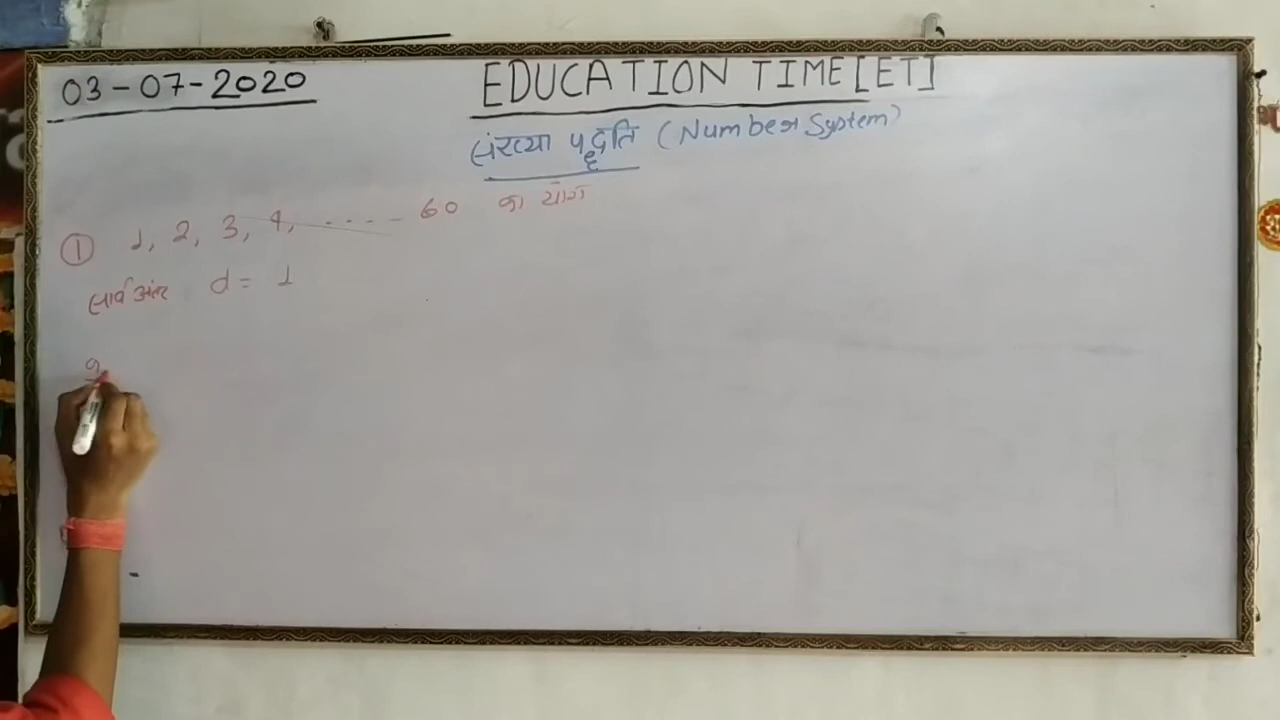 03-07-2020
EDUCATION TIME[ET]
संख्या पद्धति (Number System)
① 1, 2, 3, 4, ---- 60 का योग
सार्व अंतर d = 1